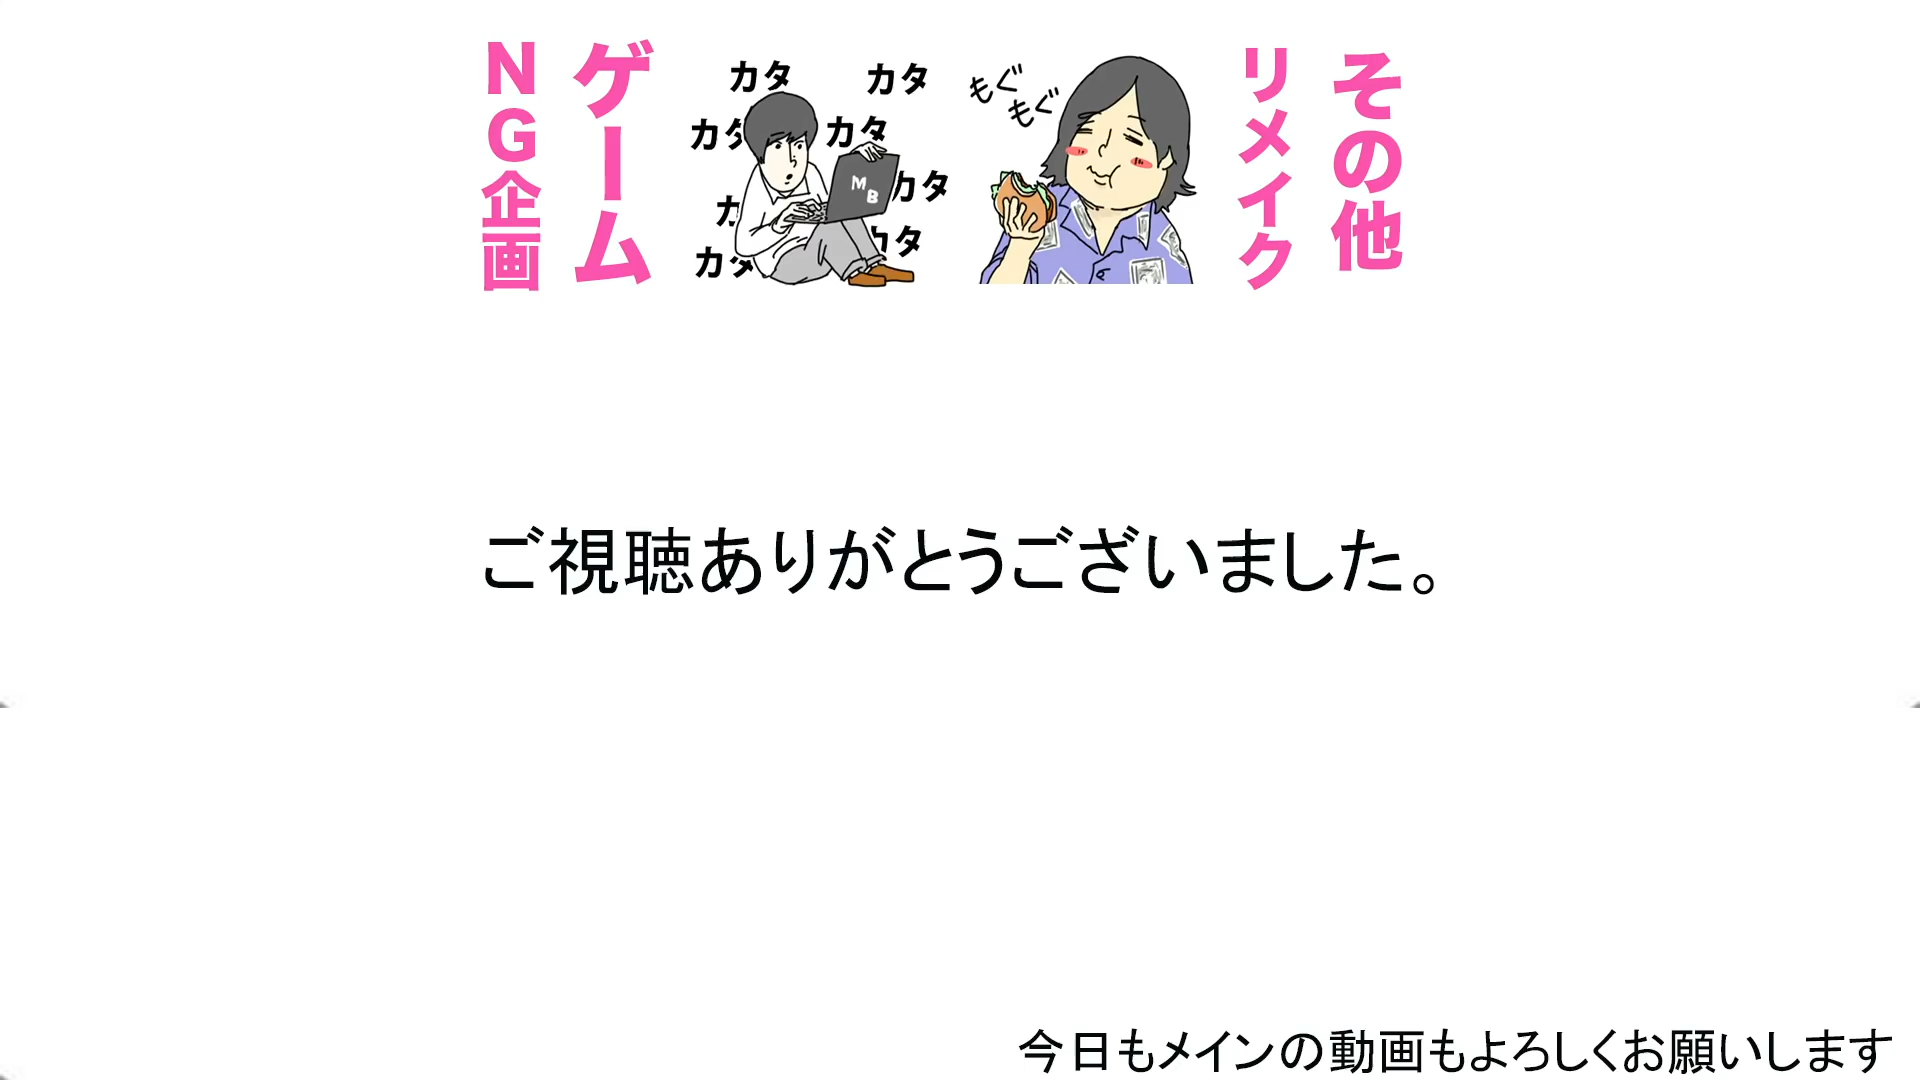 ゲーム
NG企画
カタ
カタ
カタ
カタ
カタ
カタ
カタ
M
B
もぐ
もぐ
その他
リメイク
ご視聴ありがとうございました。
今日もメインの動画もよろしくお願いします